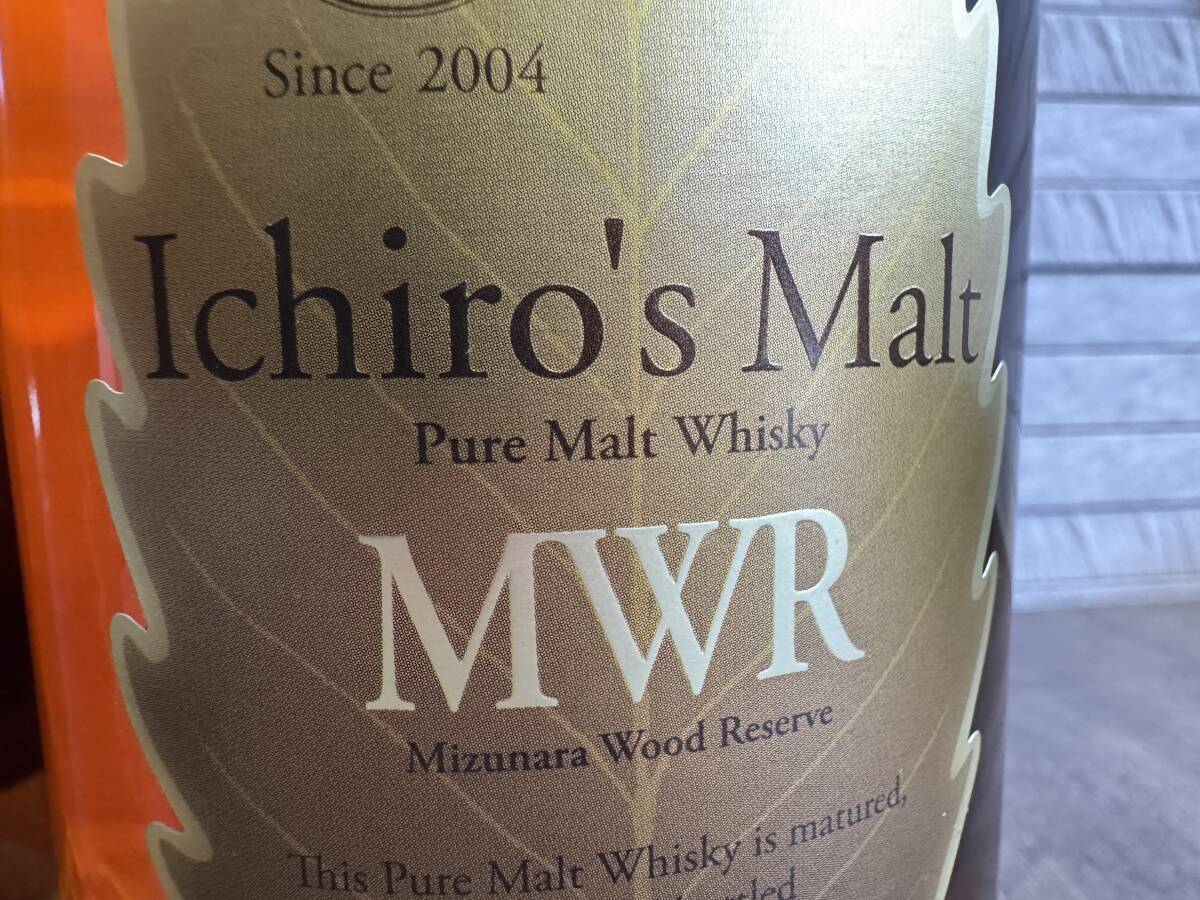 Since 2004
Ichiro's Malt
Pure Malt Whisky
MWR
Mizunara Wood Reserve
This Pure Malt Whisky is matured,